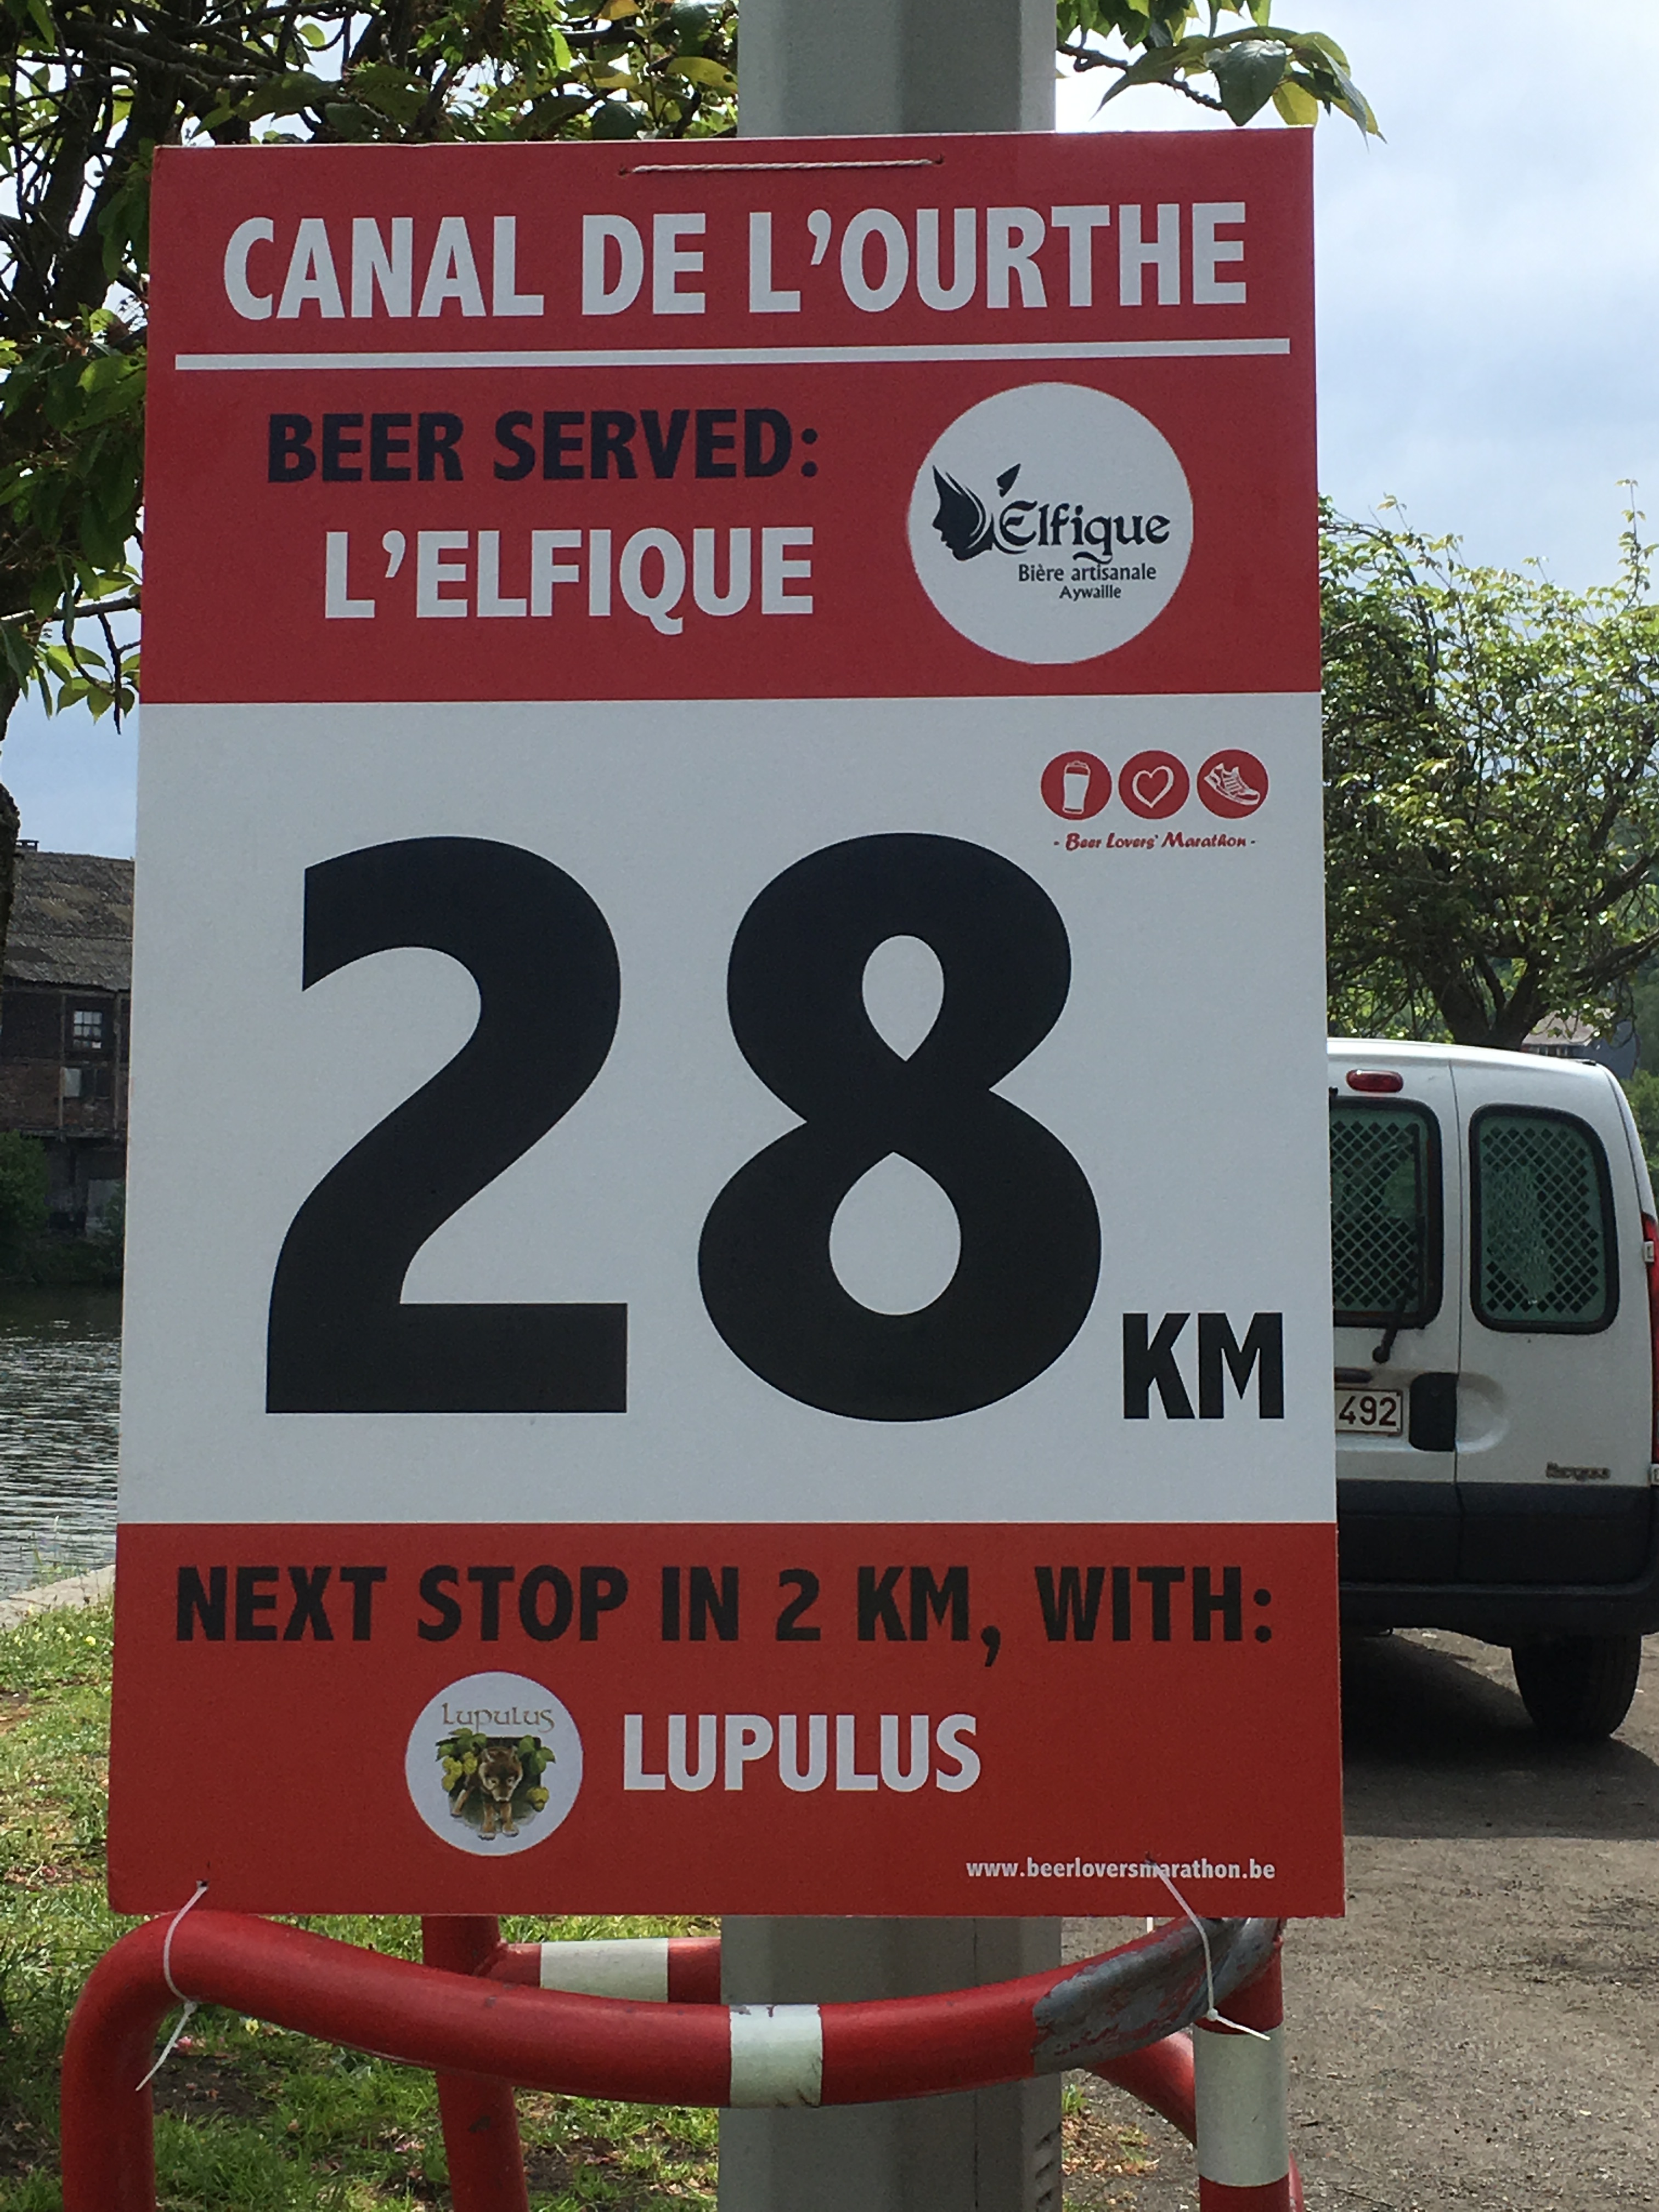 CANAL DE L'OURTHE
BEER SERVED:
L'ELFIQUE
Elfique
Bière artisanale
Aywaille
- Beer Lovers' Marathon -
28 KM
492
NEXT STOP IN 2 KM, WITH:
Lupulus
LUPULUS
www.beerloversmarathon.be